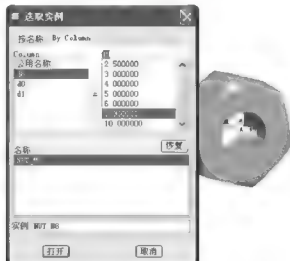 选取实例
按名称 By Column
Column
值
公用名称
2 500000
d0
3 000000
d1
4 000000
5 000000
6 000000
10 000000
名称
恢复
实例 NUT M8
打开
取消